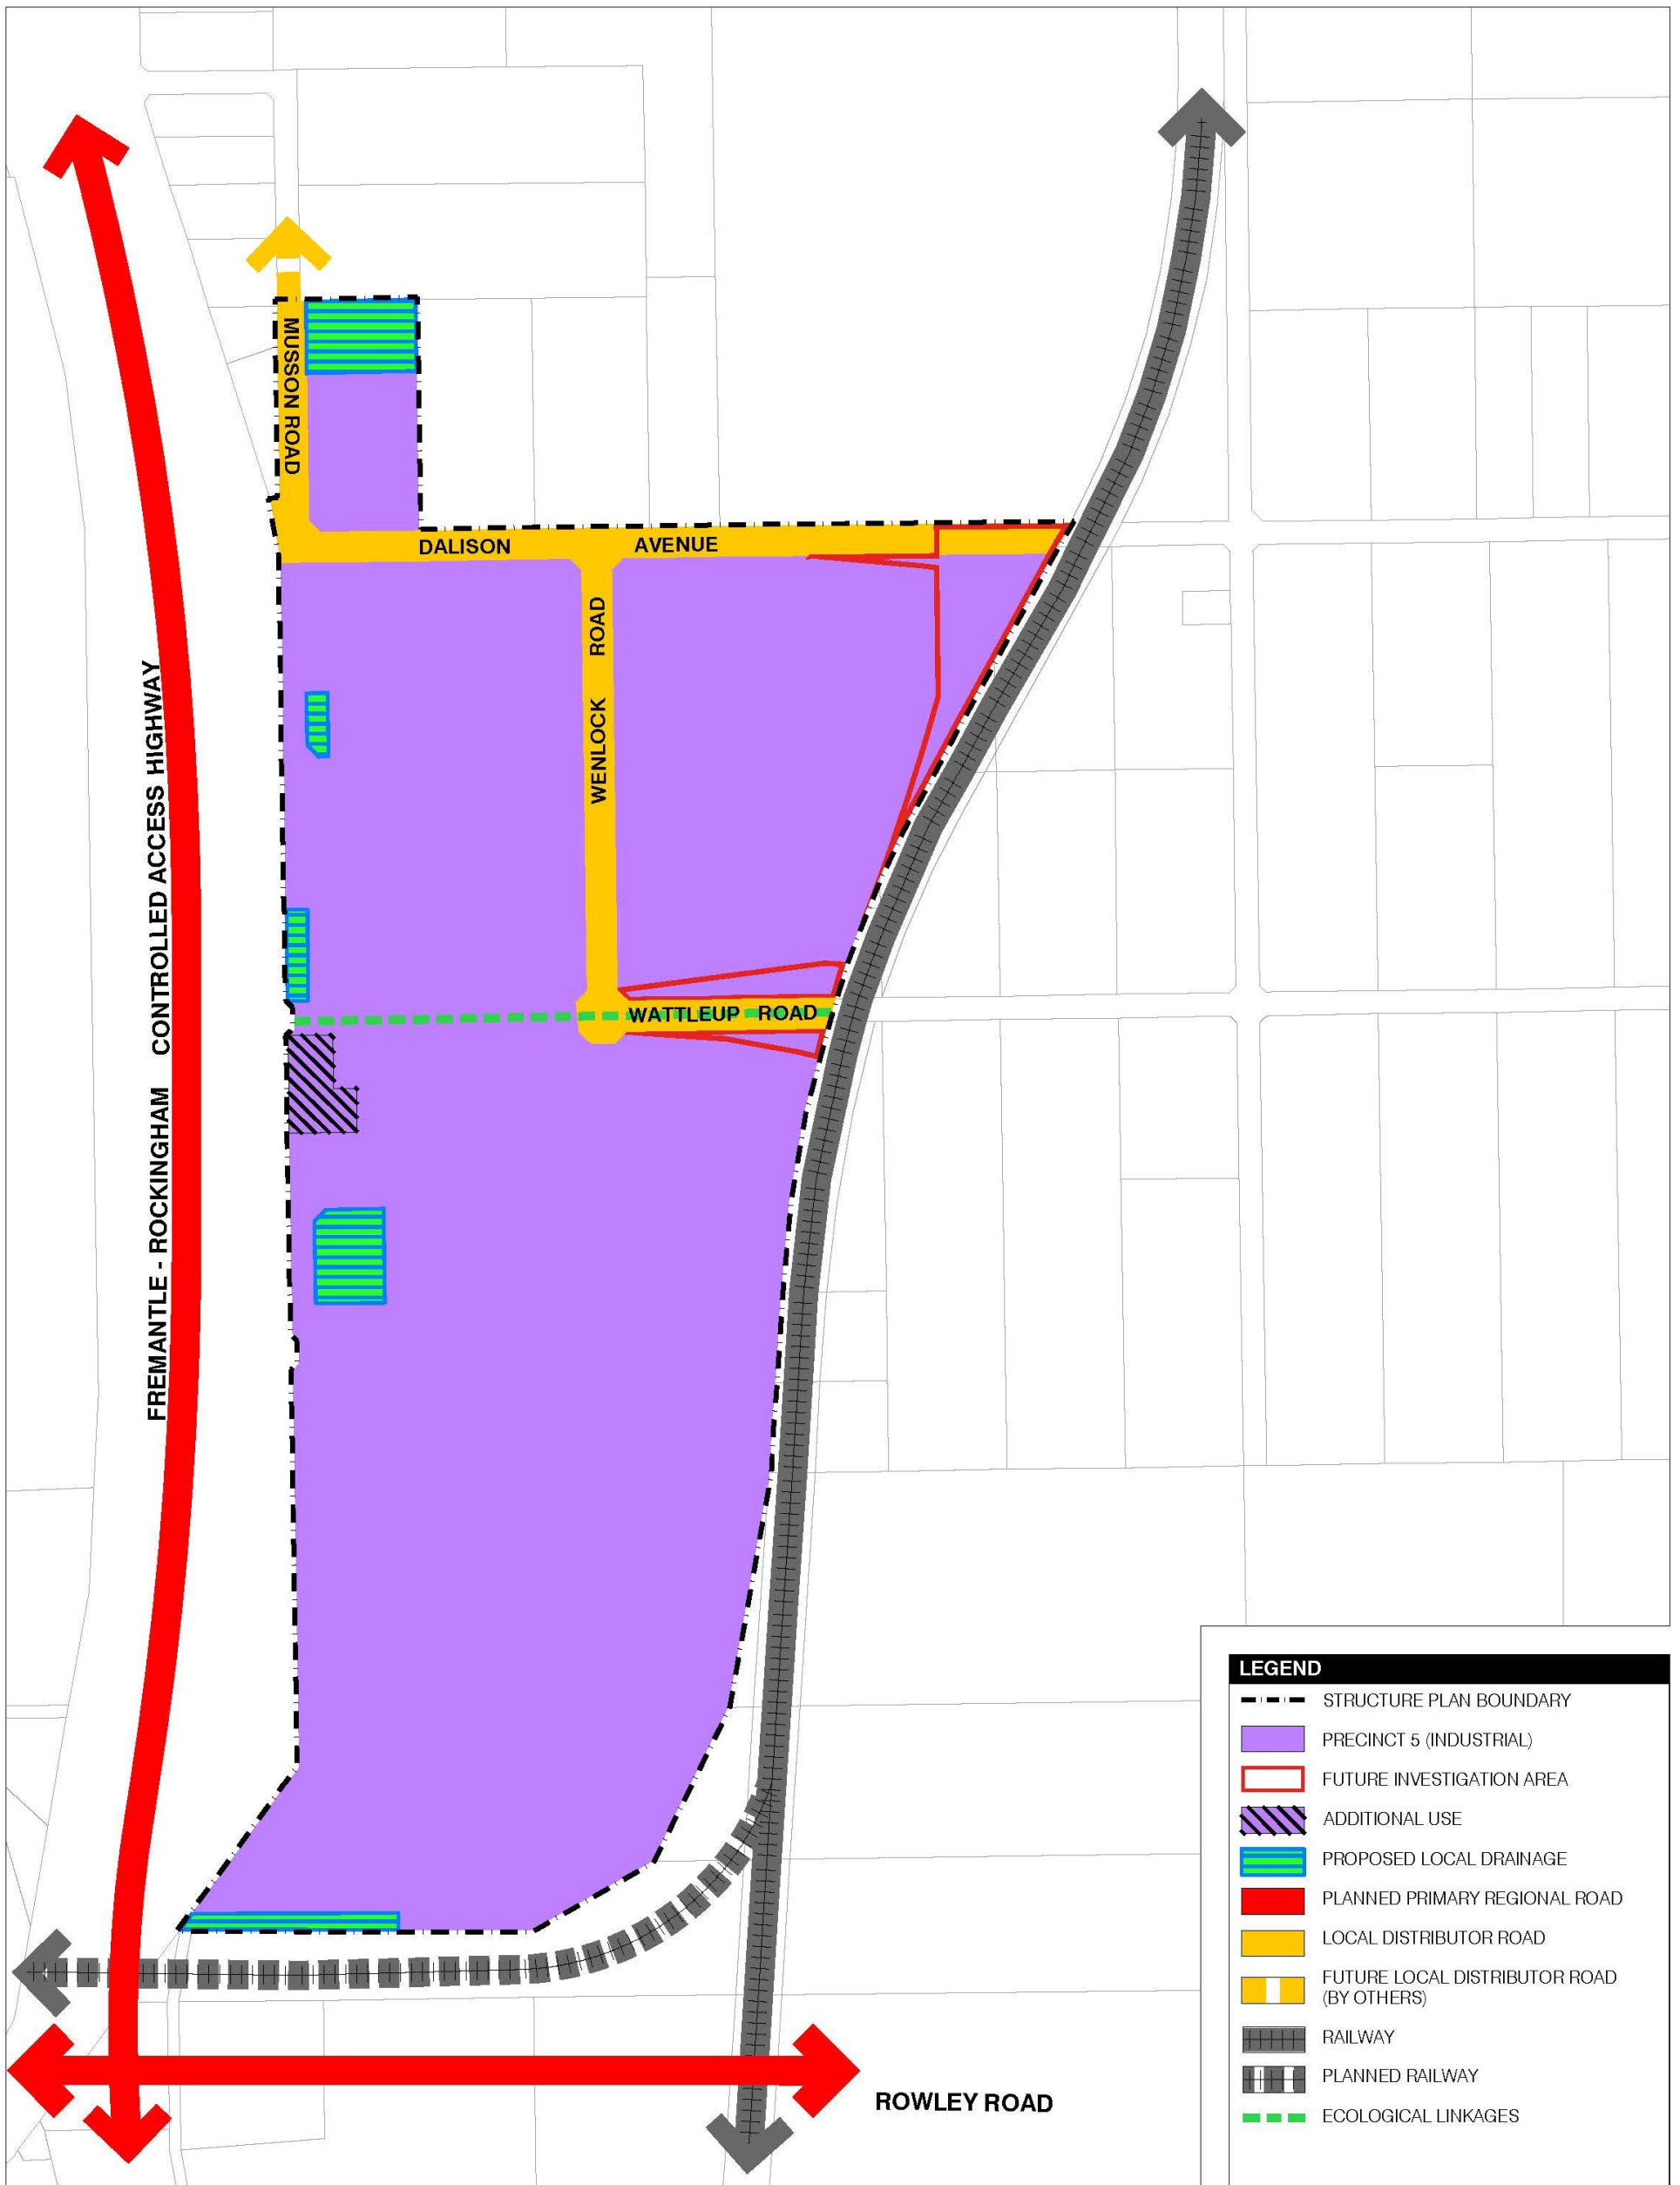 MUSSON ROAD
DALISON AVENUE
WENLOCK ROAD
FREMANTLE - ROCKINGHAM CONTROLLED ACCESS HIGHWAY
WATTLEUP ROAD
ROWLEY ROAD
LEGEND
STRUCTURE PLAN BOUNDARY
PRECINCT 5 (INDUSTRIAL)
FUTURE INVESTIGATION AREA
ADDITIONAL USE
PROPOSED LOCAL DRAINAGE
PLANNED PRIMARY REGIONAL ROAD
LOCAL DISTRIBUTOR ROAD
FUTURE LOCAL DISTRIBUTOR ROAD
(BY OTHERS)
RAILWAY
PLANNED RAILWAY
ECOLOGICAL LINKAGES